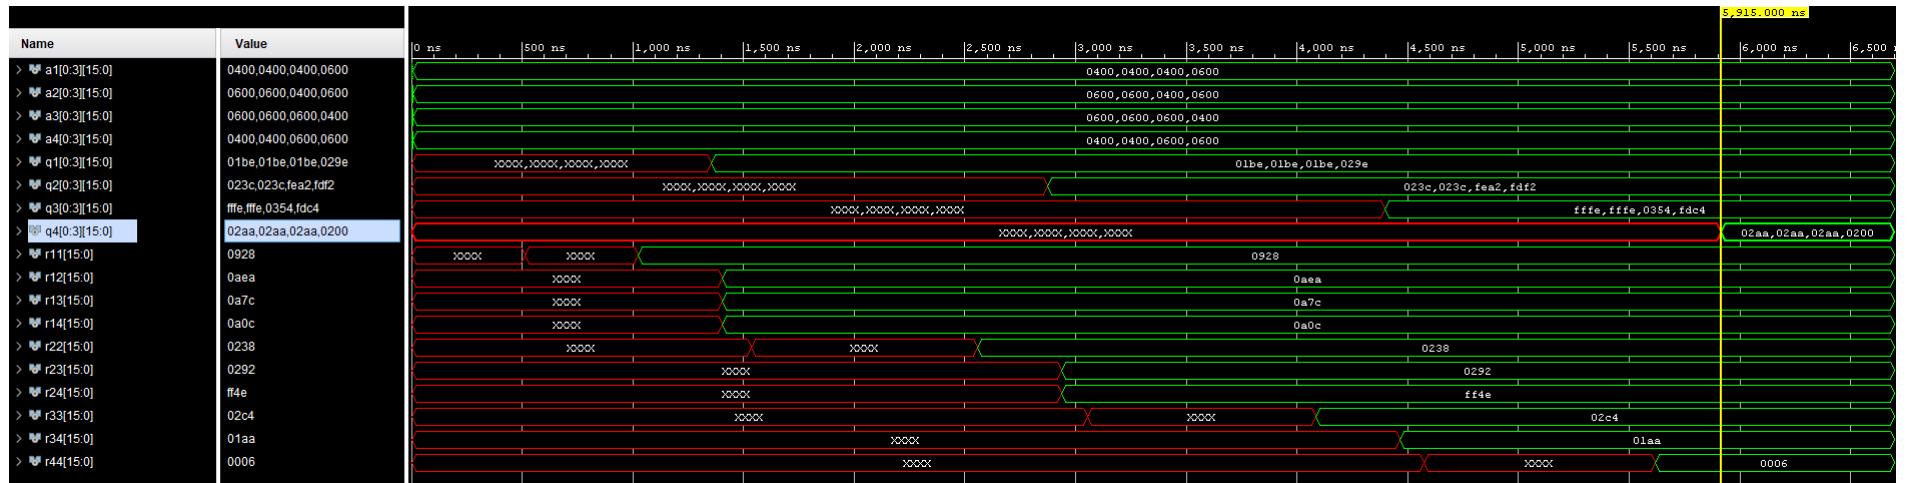 5,915.000 ns
Name Value 0 ns 500 ns 1,000 ns 1,500 ns 2,000 ns 2,500 ns 3,000 ns 3,500 ns 4,000 ns 4,500 ns 5,000 ns 5,500 ns 6,000 ns 6,500
a1[0:3][15:0] 0400,0400,0400,0600 0400,0400,0400,0600
a2[0:3][15:0] 0600,0600,0400,0600 0600,0600,0400,0600
a3[0:3][15:0] 0600,0600,0600,0400 0600,0600,0600,0400
a4[0:3][15:0] 0400,0400,0600,0600 0400,0400,0600,0600
q1[0:3][15:0] 01be,01be,01be,029e XXXX,XXXX,XXXX,XXXX 01be,01be,01be,029e
q2[0:3][15:0] 023c,023c,fea2,fdf2 XXXX,XXXX,XXXX,XXXX 023c,023c,fea2,fdf2
q3[0:3][15:0] fffe,fffe,0354,fdc4 XXXX,XXXX,XXXX,XXXX fffe,fffe,0354,fdc4
q4[0:3][15:0] 02aa,02aa,02aa,0200 XXXX,XXXX,XXXX,XXXX 02aa,02aa,02aa,0200
r11[15:0] 0928 XXXX XXXX 0928
r12[15:0] 0aea XXXX 0aea
r13[15:0] 0a7c XXXX 0a7c
r14[15:0] 0a0c XXXX 0a0c
r22[15:0] 0238 XXXX XXXX 0238
r23[15:0] 0292 XXXX 0292
r24[15:0] ff4e XXXX ff4e
r33[15:0] 02c4 XXXX XXXX 02c4
r34[15:0] 01aa XXXX 01aa
r44[15:0] 0006 XXXX XXXX 0006